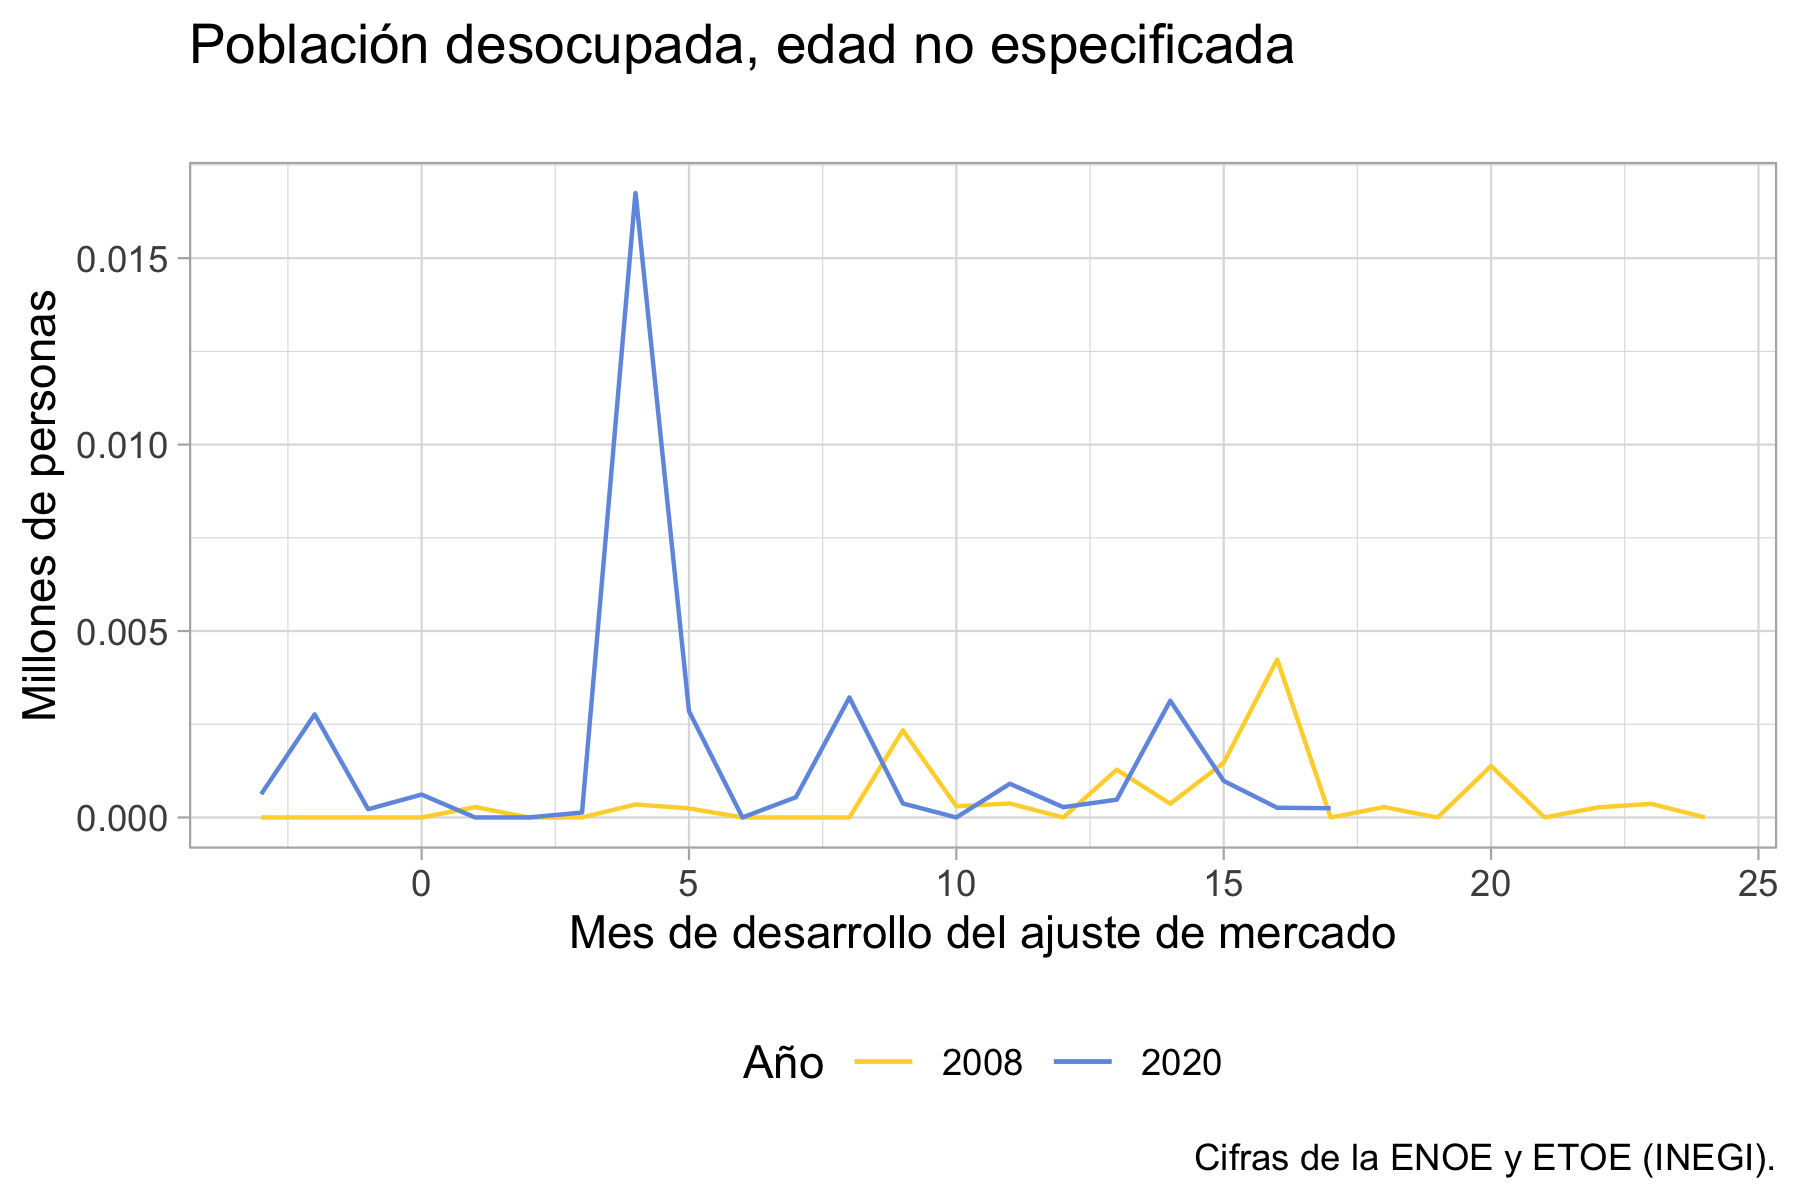 Población desocupada, edad no especificada
Millones de personas
0.015
0.010
0.005
0.000
0 5 10 15 20 25
Mes de desarrollo del ajuste de mercado
Año 2008 2020
Cifras de la ENOE y ETOE (INEGI).